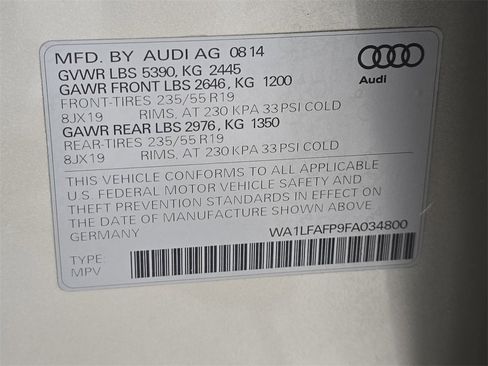 MFD. BY AUDI AG 08 14
GVWR LBS 5390, KG 2445
GAWR FRONT LBS 2646, KG 1200
FRONT-TIRES 235/55 R19
8JX19 RIMS, AT 230 KPA 33 PSI COLD
GAWR REAR LBS 2976, KG 1350
REAR-TIRES 235/55 R19
8JX19 RIMS, AT 230 KPA 33 PSI COLD
Audi
THIS VEHICLE CONFORMS TO ALL APPLICABLE
U.S. FEDERAL MOTOR VEHICLE SAFETY AND
THEFT PREVENTION STANDARDS IN EFFECT ON
THE DATE OF MANUFACTURE SHOWN ABOVE
GERMANY WA1LFAFP9FA034800
TYPE:
MPV